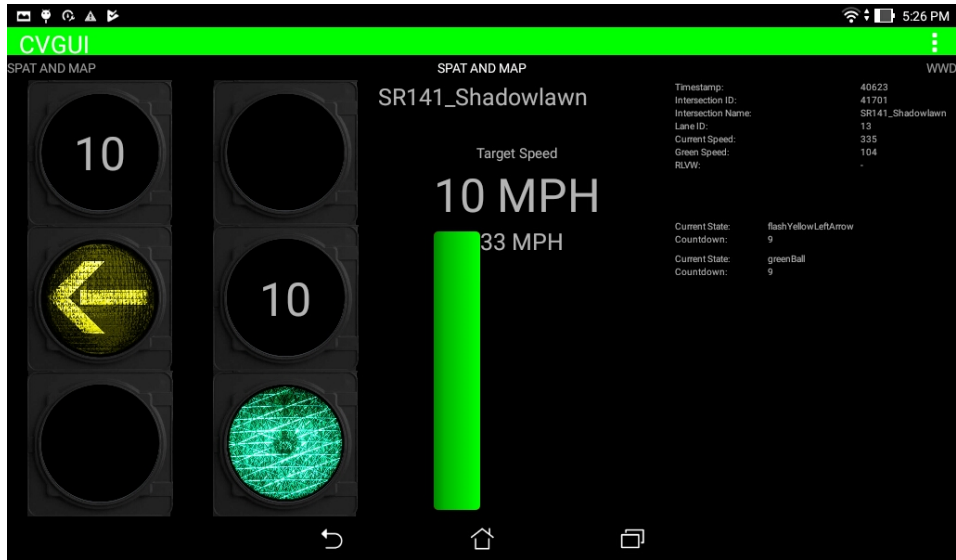 5:26 PM
CVGUI
SPAT AND MAP
SPAT AND MAP
WWD
10
10
SR141_Shadowlawn
Target Speed
10 MPH
33 MPH
Timestamp: 40623
Intersection ID: 41701
Intersection Name: SR141_Shadowlawn
Lane ID: 13
Current Speed: 335
Green Speed: 104
RLVW: -
Current State: flashYellowLeftArrow
Countdown: 9
Current State: greenBall
Countdown: 9